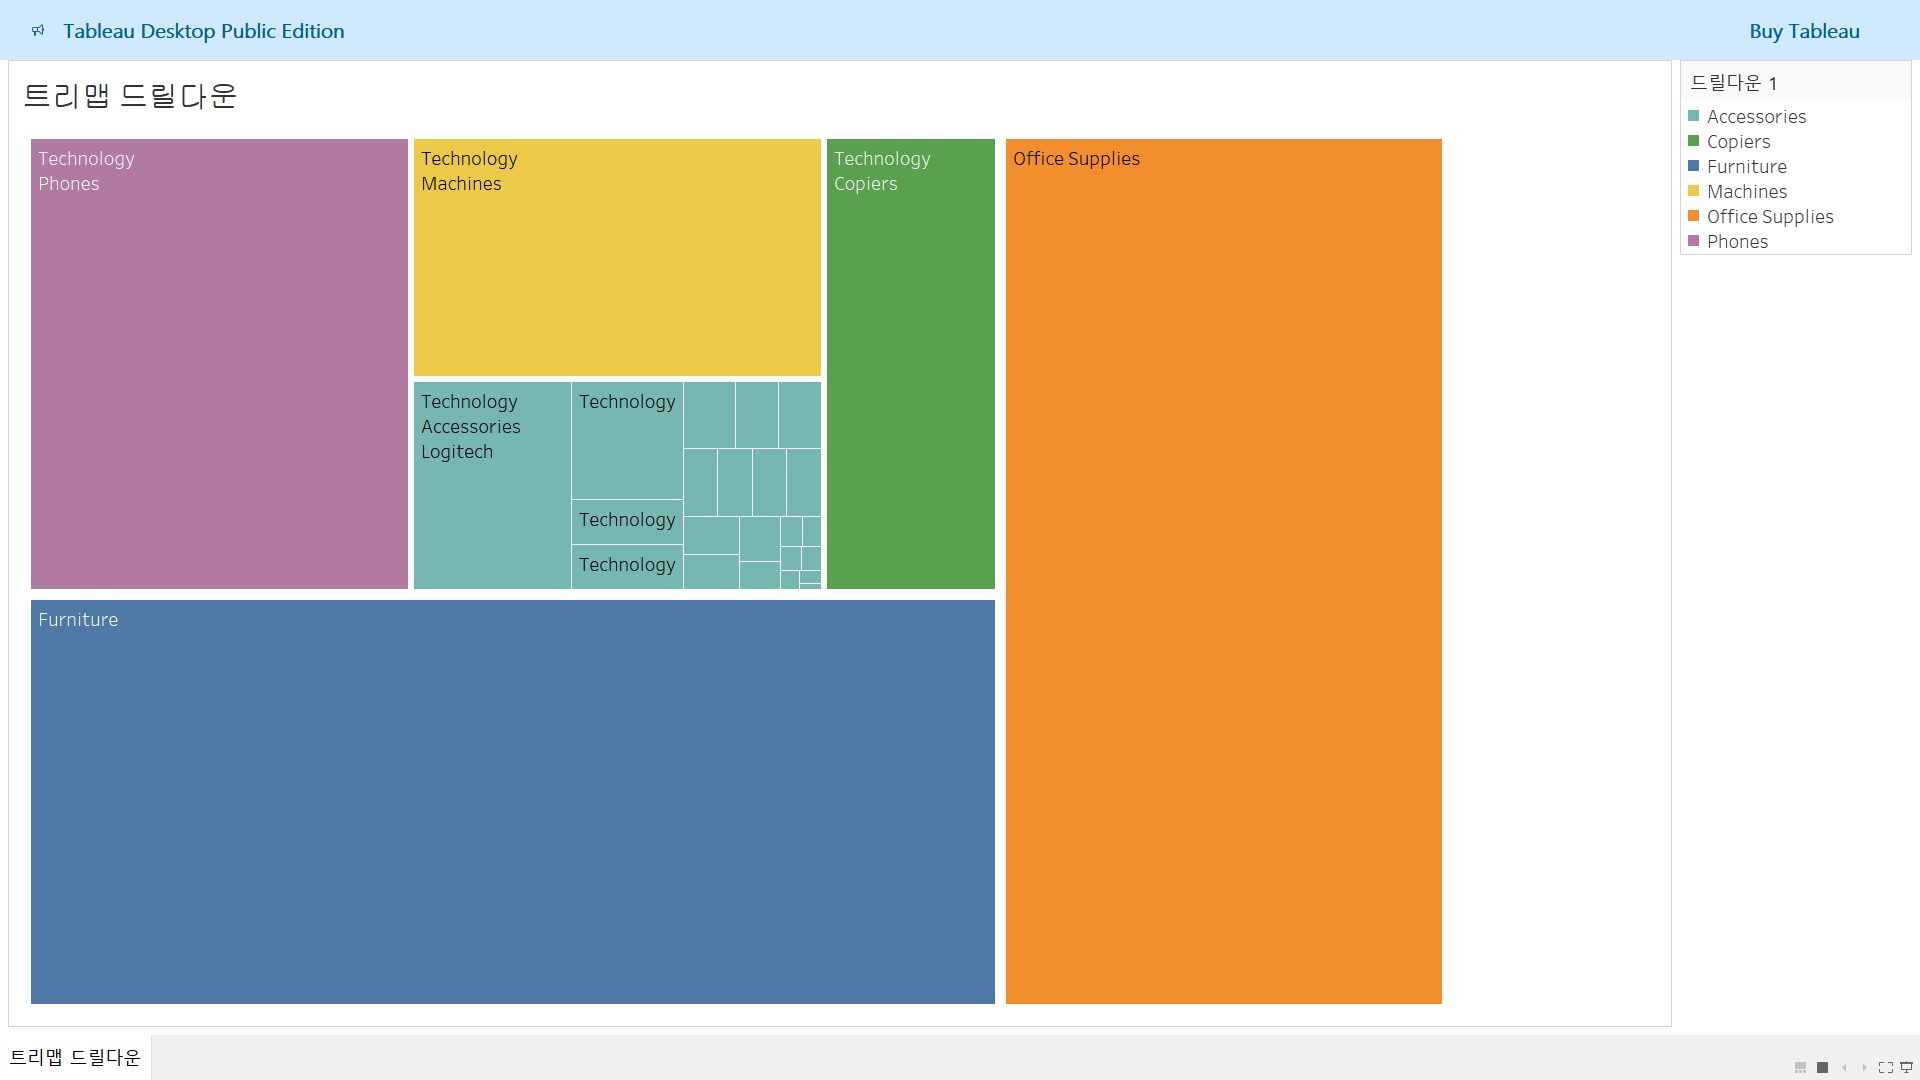 Tableau Desktop Public Edition
Buy Tableau
트리맵 드릴다운
Technology
Phones
Technology
Machines
Technology
Copiers
Office Supplies
Technology
Accessories
Logitech
Technology
Technology
Technology
Furniture
드릴다운 1
Accessories
Copiers
Furniture
Machines
Office Supplies
Phones
트리맵 드릴다운